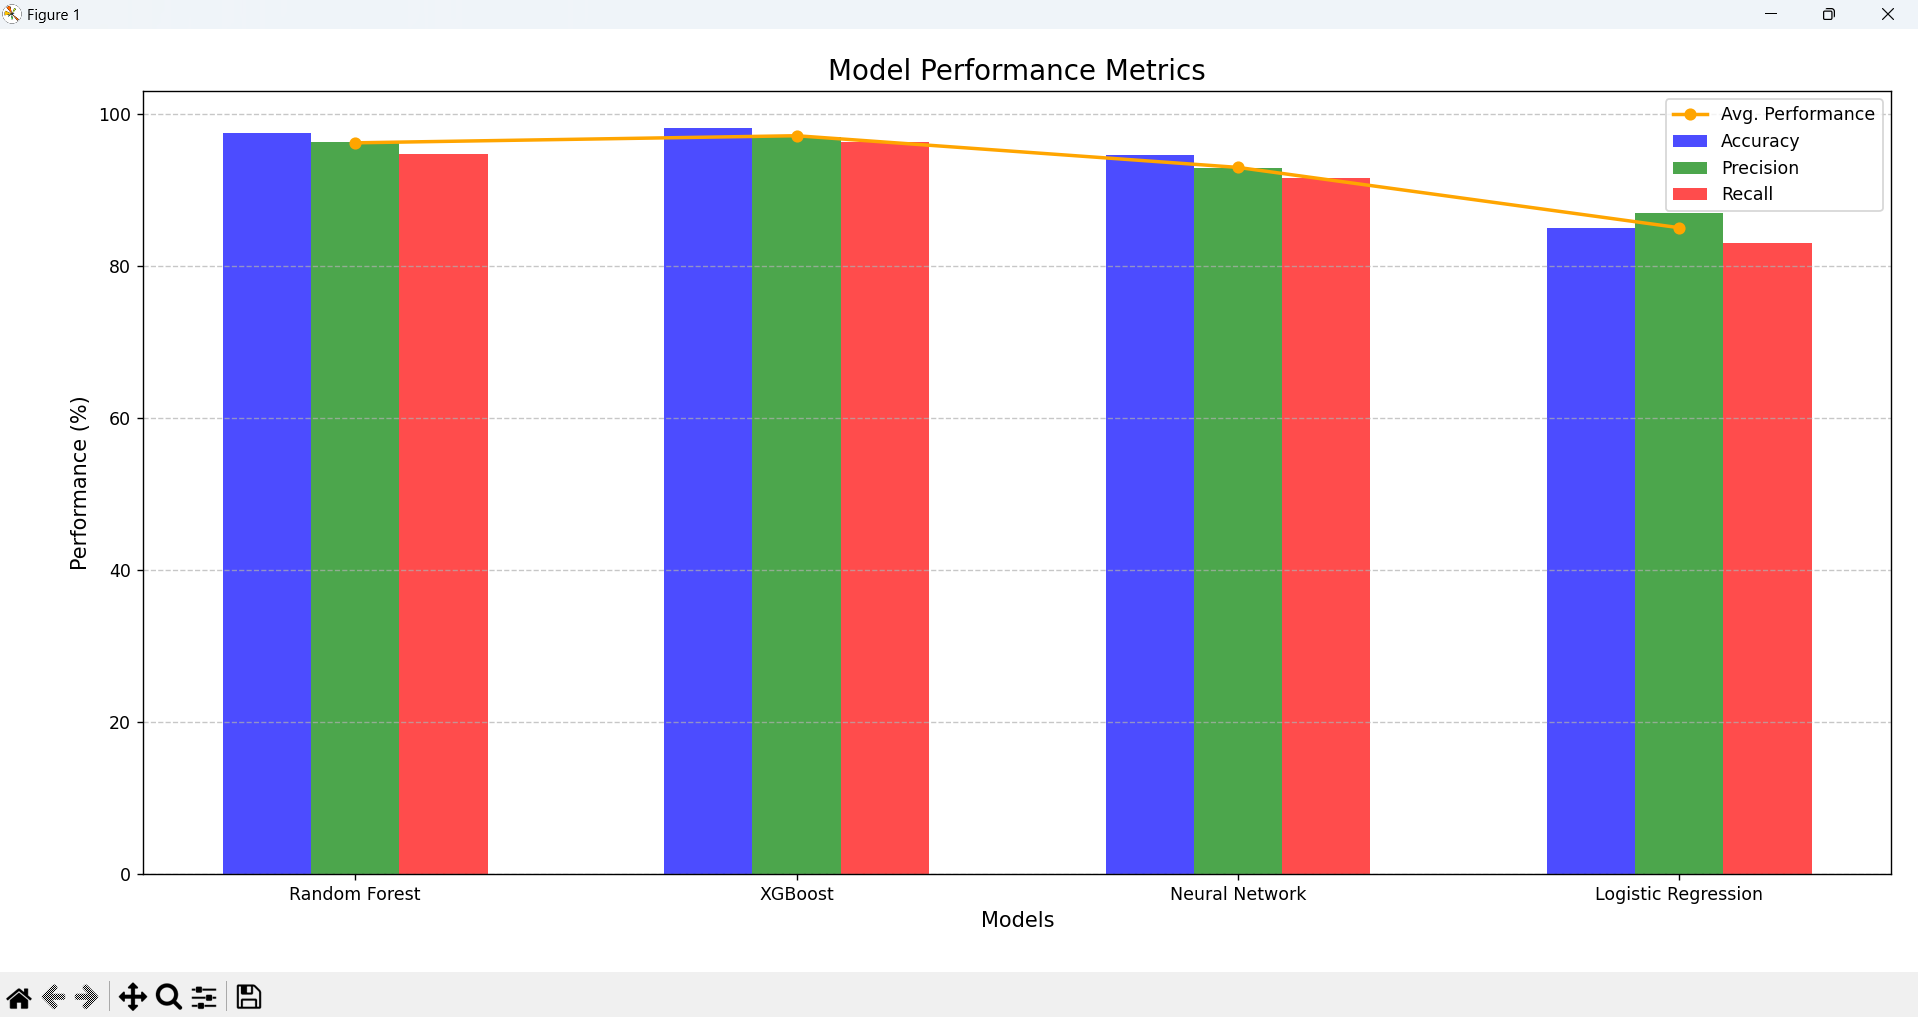 Figure 1
Model Performance Metrics
100
80
60
40
20
0
Performance (%)
Avg. Performance
Accuracy
Precision
Recall
Random Forest
XGBoost
Neural Network
Logistic Regression
Models